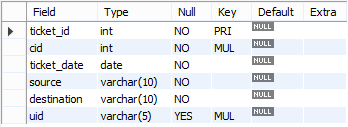 Field Type Null Key Default Extra
ticket_id int NO PRI NULL
cid int NO MUL NULL
ticket_date date NO NULL
source varchar(10) NO NULL
destination varchar(10) NO NULL
uid varchar(5) YES MUL NULL